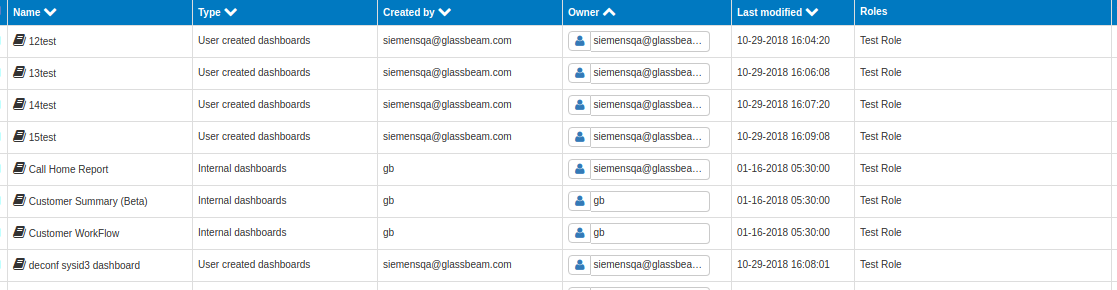 Name Type Created by Owner Last modified Roles
12test User created dashboards siemensqa@glassbeam.com siemensqa@glassbea... 10-29-2018 16:04:20 Test Role
13test User created dashboards siemensqa@glassbeam.com siemensqa@glassbea... 10-29-2018 16:06:08 Test Role
14test User created dashboards siemensqa@glassbeam.com siemensqa@glassbea... 10-29-2018 16:07:20 Test Role
15test User created dashboards siemensqa@glassbeam.com siemensqa@glassbea... 10-29-2018 16:09:08 Test Role
Call Home Report Internal dashboards gb siemensqa@glassbea... 01-16-2018 05:30:00 Test Role
Customer Summary (Beta) Internal dashboards gb gb 01-16-2018 05:30:00 Test Role
Customer WorkFlow Internal dashboards gb gb 01-16-2018 05:30:00 Test Role
deconf sysid3 dashboard User created dashboards siemensqa@glassbeam.com siemensqa@glassbea... 10-29-2018 16:08:01 Test Role